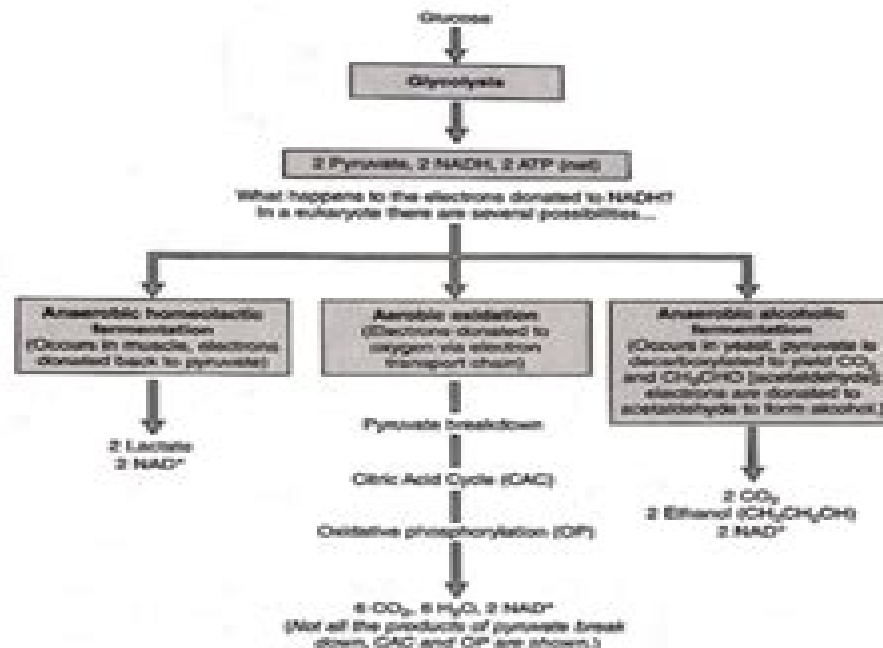 Glucose
Glycolysis
2 Pyruvate, 2 NADH, 2 ATP (net)
What happens to the electrons donated to NADH?
In a eukaryote there are several possibilities...
Anaerobic homolactic
fermentation
(Occurs in muscle, electrons
donated back to pyruvate)
2 Lactate
2 NAD⁺
Aerobic oxidation
(Electrons donated to
oxygen via electron
transport chain)
Pyruvate breakdown
Citric Acid Cycle (CAC)
Oxidative phosphorylation (OP)
6 CO₂, 6 H₂O, 2 NAD⁺
(Not all the products of pyruvate break
down, CAC and OP are shown.)
Anaerobic alcoholic
fermentation
(Occurs in yeast, pyruvate is
decarboxylated to yield CO₂
and CH₃CHO [acetaldehyde],
electrons are donated to
acetaldehyde to form alcohol.)
2 CO₂
2 Ethanol (CH₃CH₂OH)
2 NAD⁺